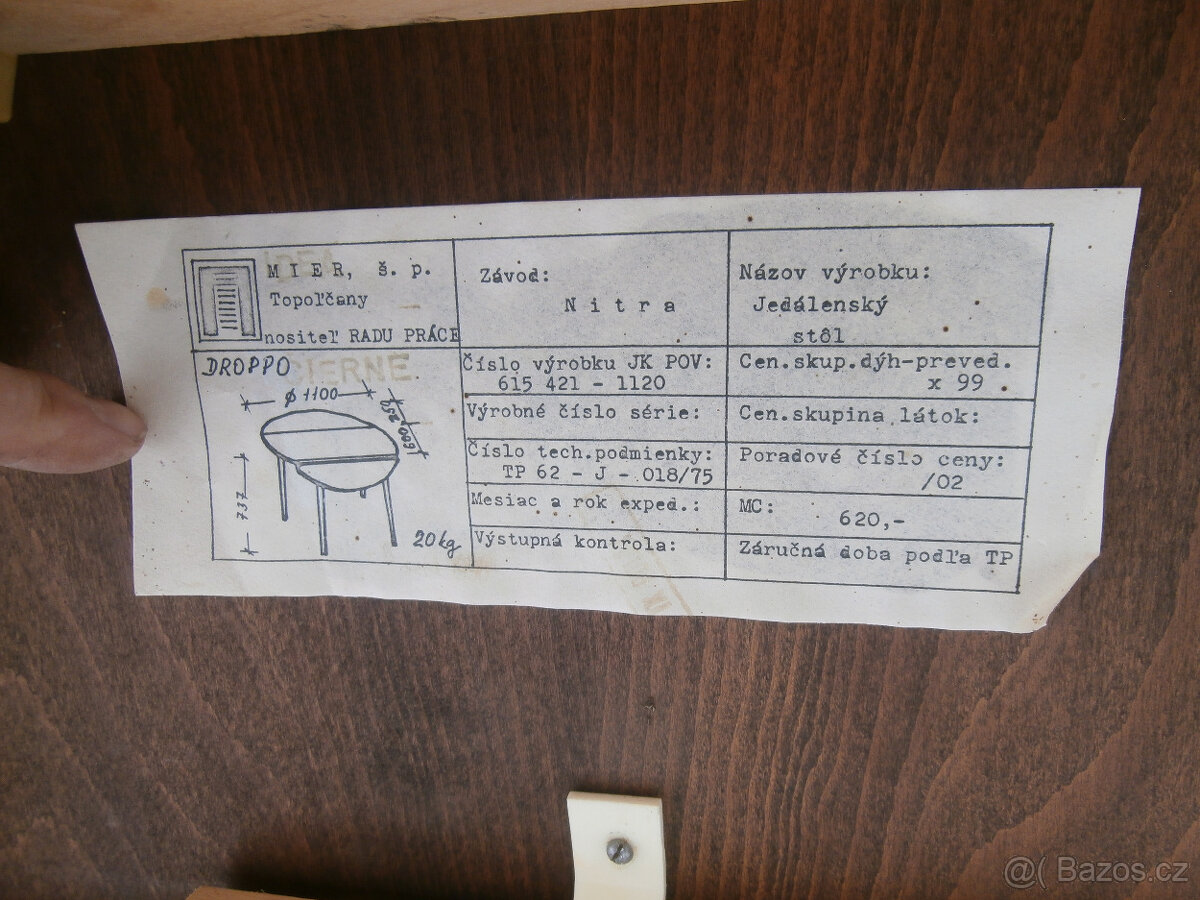 MIER, š. p.
Topoľčany
nositeľ RADU PRÁCE
Závod:
Nitra
Názov výrobku:
Jedálenský
stôl
DROPPO
ČIERNE
ø 1100
600
737
20kg
Číslo výrobku JK POV:
615 421 - 1120
Cen.skup.dýh-preved.
x 99
Výrobné číslo série:
Cen.skupina látok:
Číslo tech.podmienky:
TP 62 - J - 018/75
Poradové číslo ceny:
/02
Mesiac a rok exped.:
MC:
620,-
Výstupná kontrola:
Záručná doba podľa TP
@( Bazos.cz